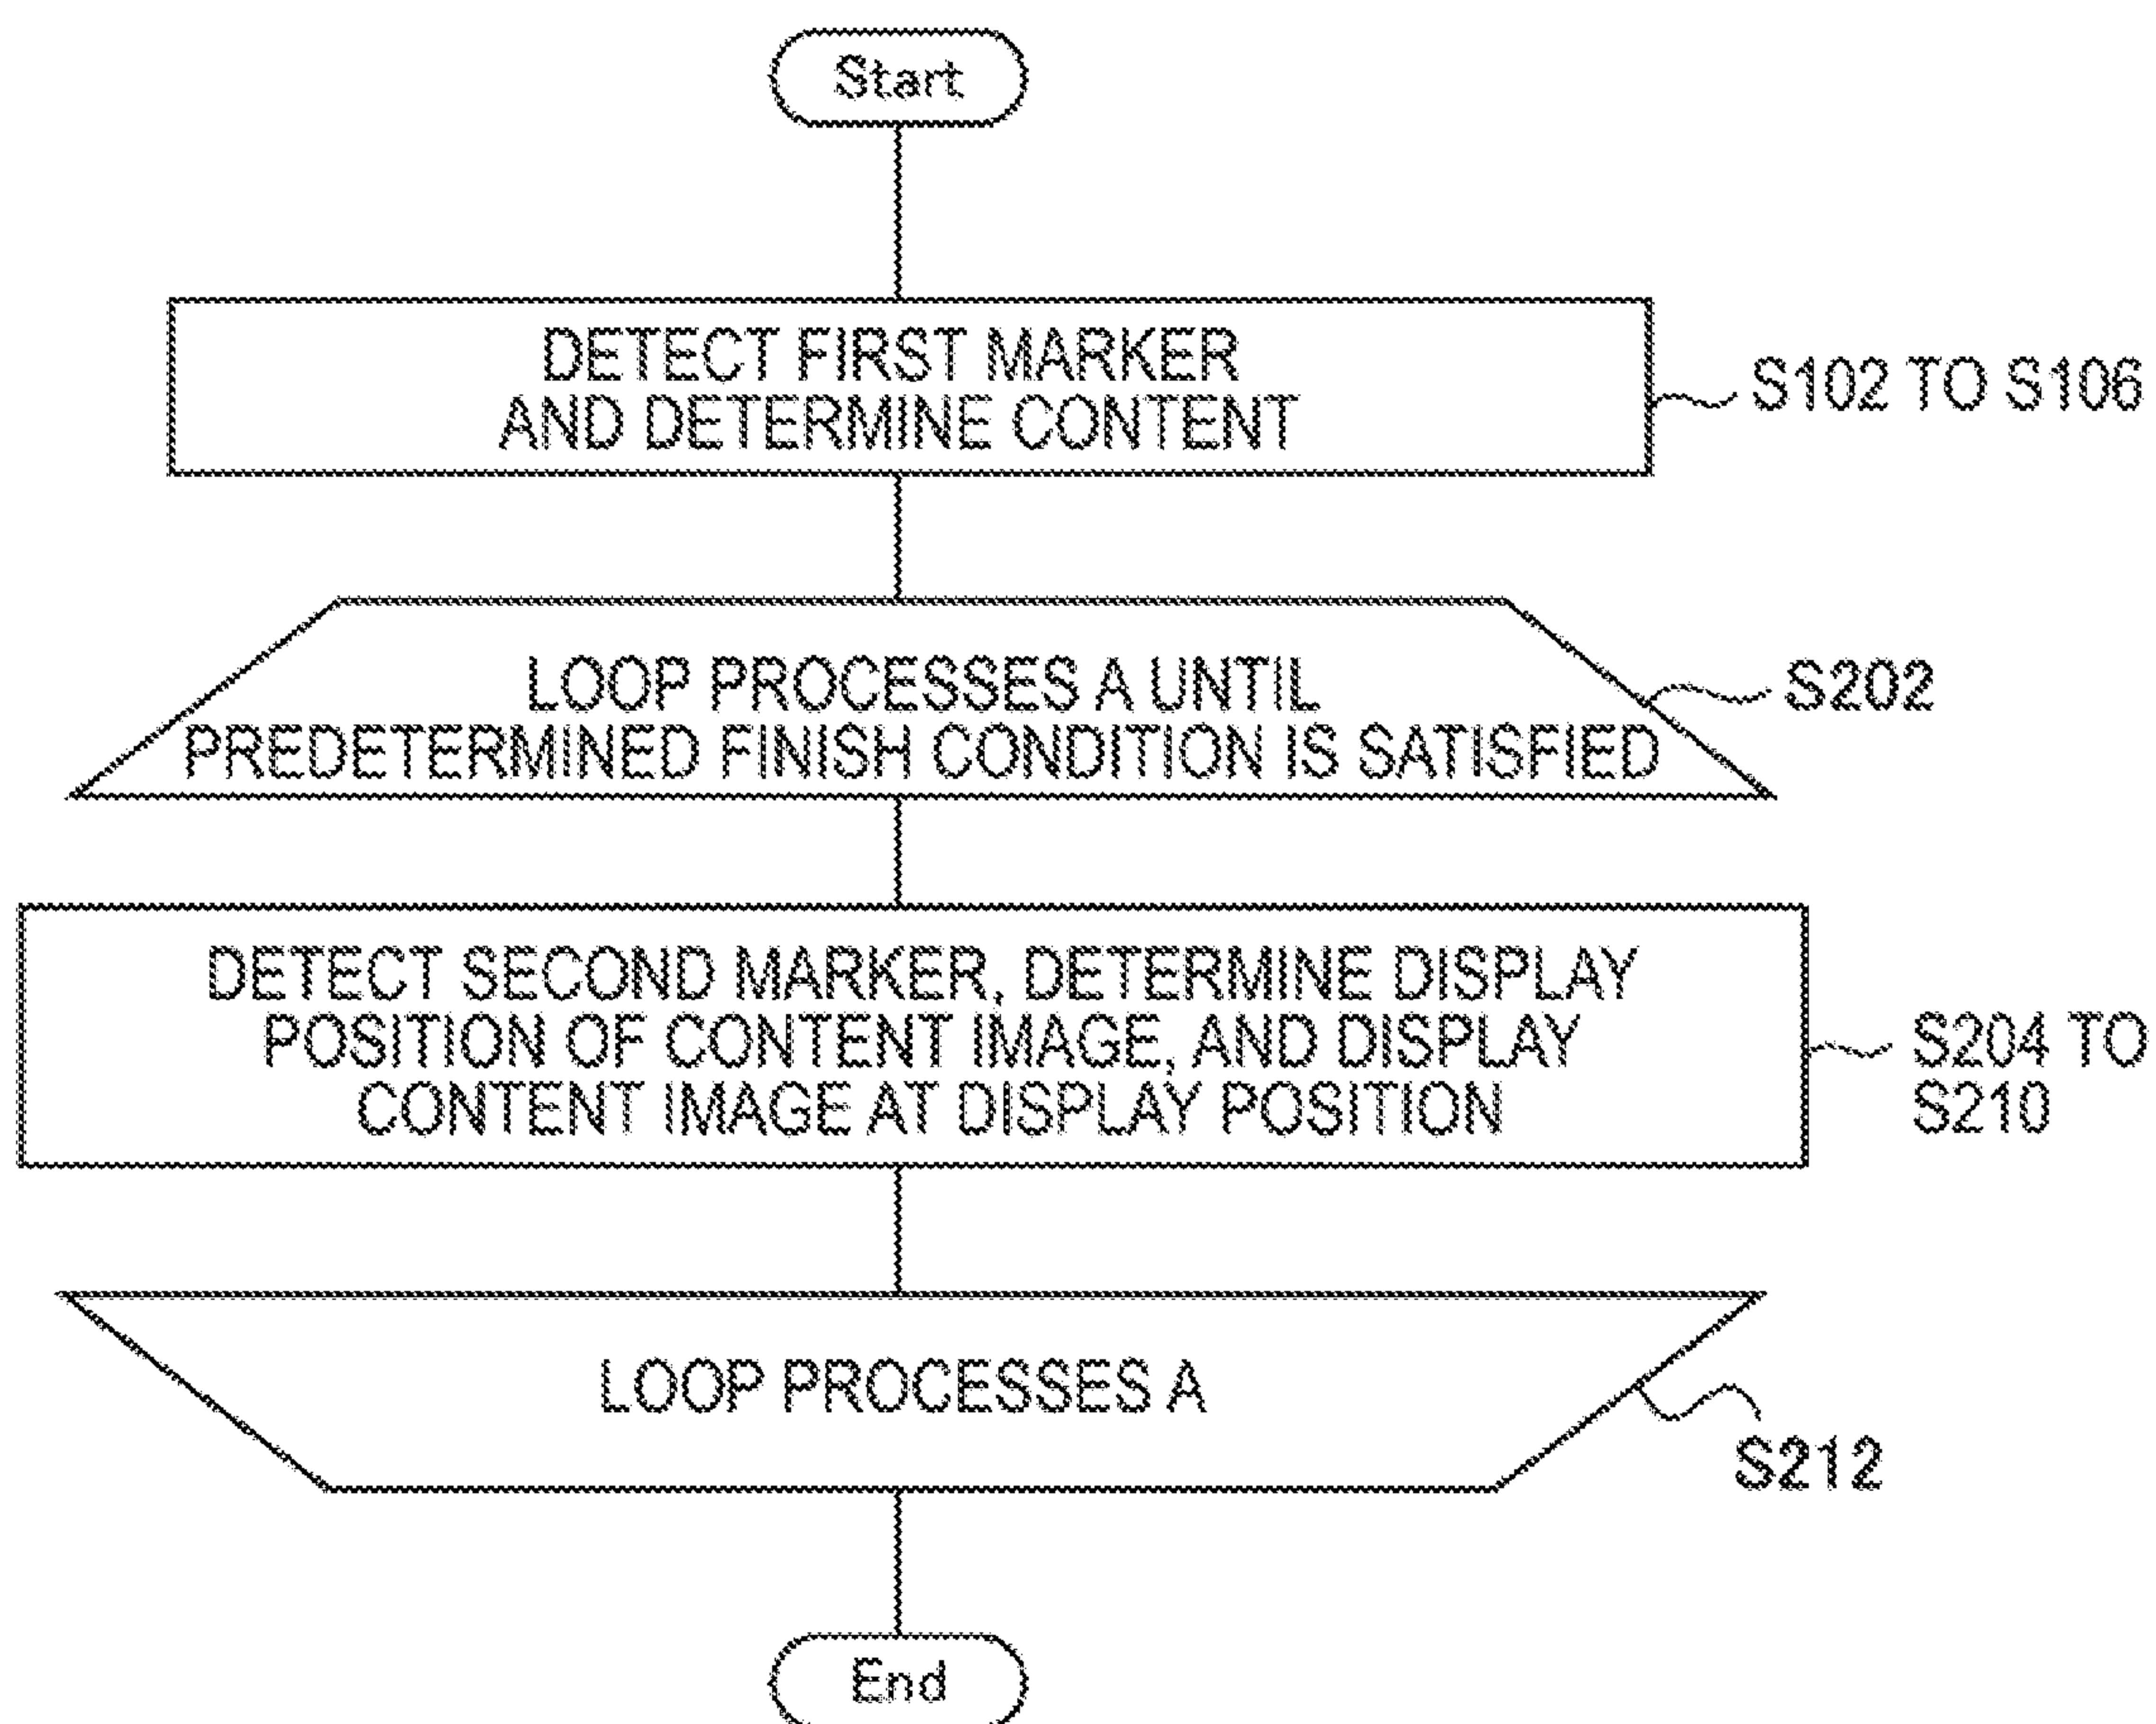 Start
DETECT FIRST MARKER
AND DETERMINE CONTENT
S102 TO S106
LOOP PROCESSES A UNTIL
PREDETERMINED FINISH CONDITION IS SATISFIED
S202
DETECT SECOND MARKER, DETERMINE DISPLAY
POSITION OF CONTENT IMAGE, AND DISPLAY
CONTENT IMAGE AT DISPLAY POSITION
S204 TO
S210
LOOP PROCESSES A
S212
End